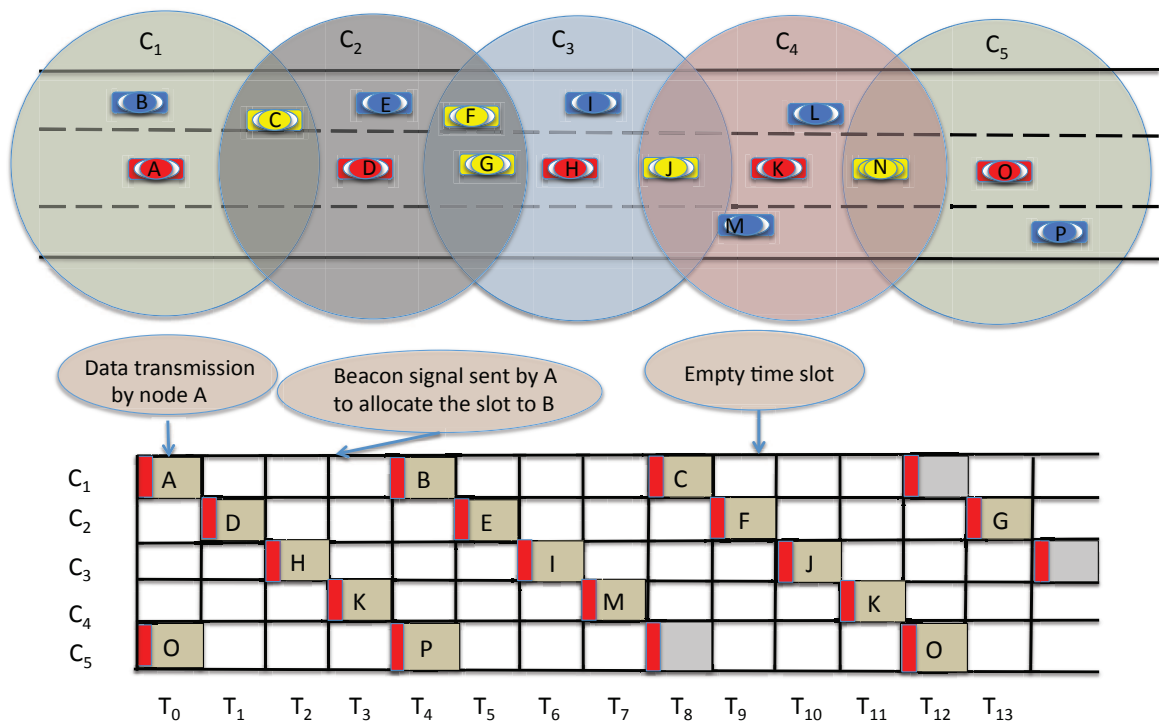 C1 C2 C3 C4 C5
B E F I L
C
A D G H J K N O
M P
Data transmission
by node A
Beacon signal sent by A
to allocate the slot to B
Empty time slot
C1 A B C
C2 D E F G
C3 H I J
C4 K M K
C5 O P O
T0 T1 T2 T3 T4 T5 T6 T7 T8 T9 T10 T11 T12 T13